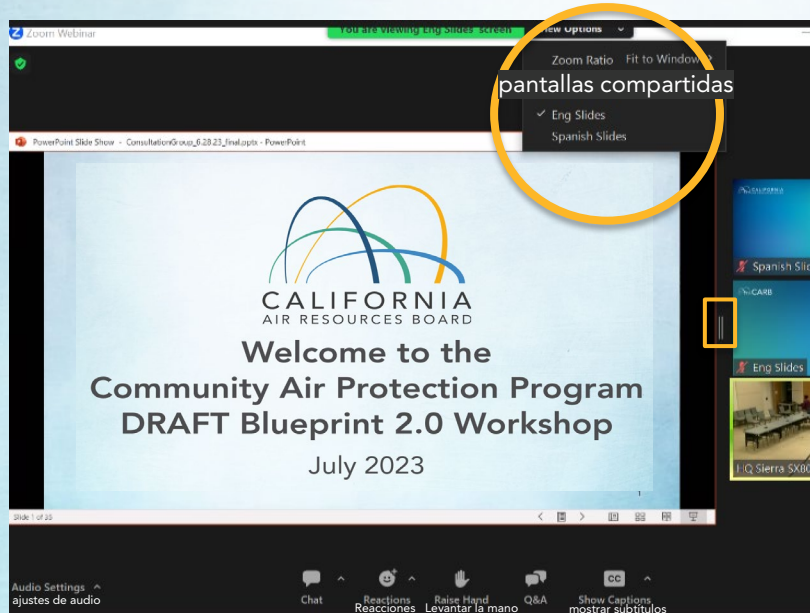 Zoom Webinar
You are viewing Eng Slides' screen
View Options
Zoom Ratio Fit to Window
pantallas compartidas
Eng Slides
Spanish Slides
PowerPoint Slide Show - ConsultationGroup_6.28.23_final.pptx - PowerPoint
CALIFORNIA
AIR RESOURCES BOARD
Welcome to the
Community Air Protection Program
DRAFT Blueprint 2.0 Workshop
July 2023
1
Slide 1 of 35
CALIFORNIA
Spanish Slid
CARB
Eng Slides
HQ Sierra SX80
Audio Settings
ajustes de audio
Chat
Reactions
Reacciones
Raise Hand
Levantar la mano
Q&A
CC
Show Captions
mostrar subtítulos